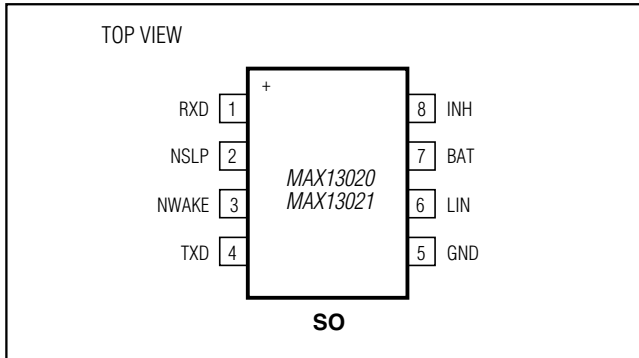 TOP VIEW
+
RXD 1
8 INH
NSLP 2
7 BAT
MAX13020
MAX13021
NWAKE 3
6 LIN
TXD 4
5 GND
SO